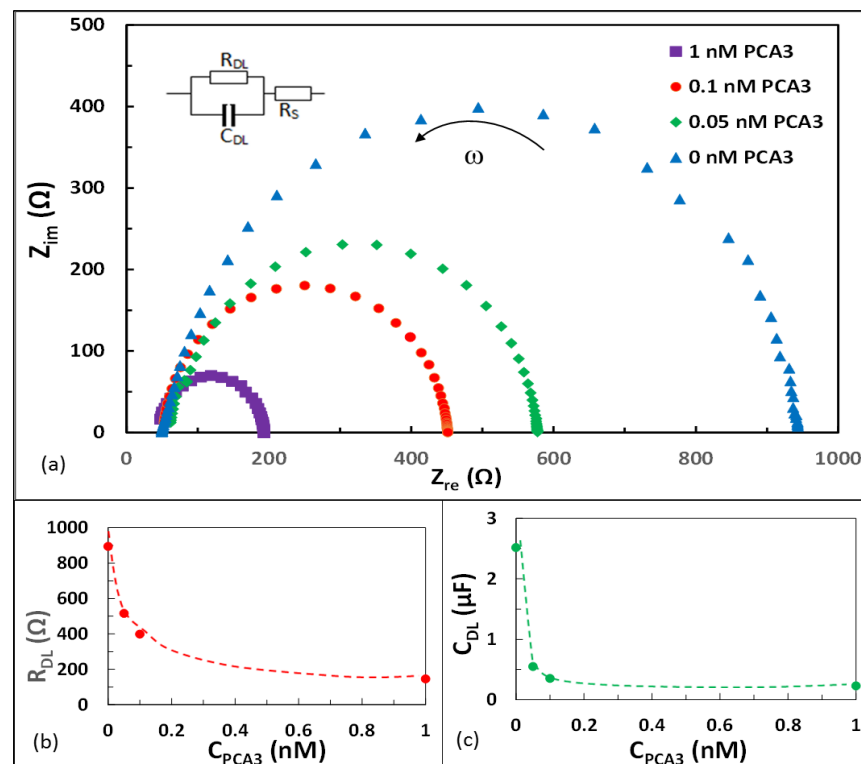 500
400
300
200
100
0
Z_im (Ω)
R_DL
C_DL
R_S
ω
1 nM PCA3
0.1 nM PCA3
0.05 nM PCA3
0 nM PCA3
0 200 400 600 800 1000
Z_re (Ω)
(a)
1000
800
600
400
200
0
R_DL (Ω)
0 0.2 0.4 0.6 0.8 1
C_PCA3 (nM)
(b)
3
2
1
0
C_DL (µF)
0 0.2 0.4 0.6 0.8 1
C_PCA3 (nM)
(c)